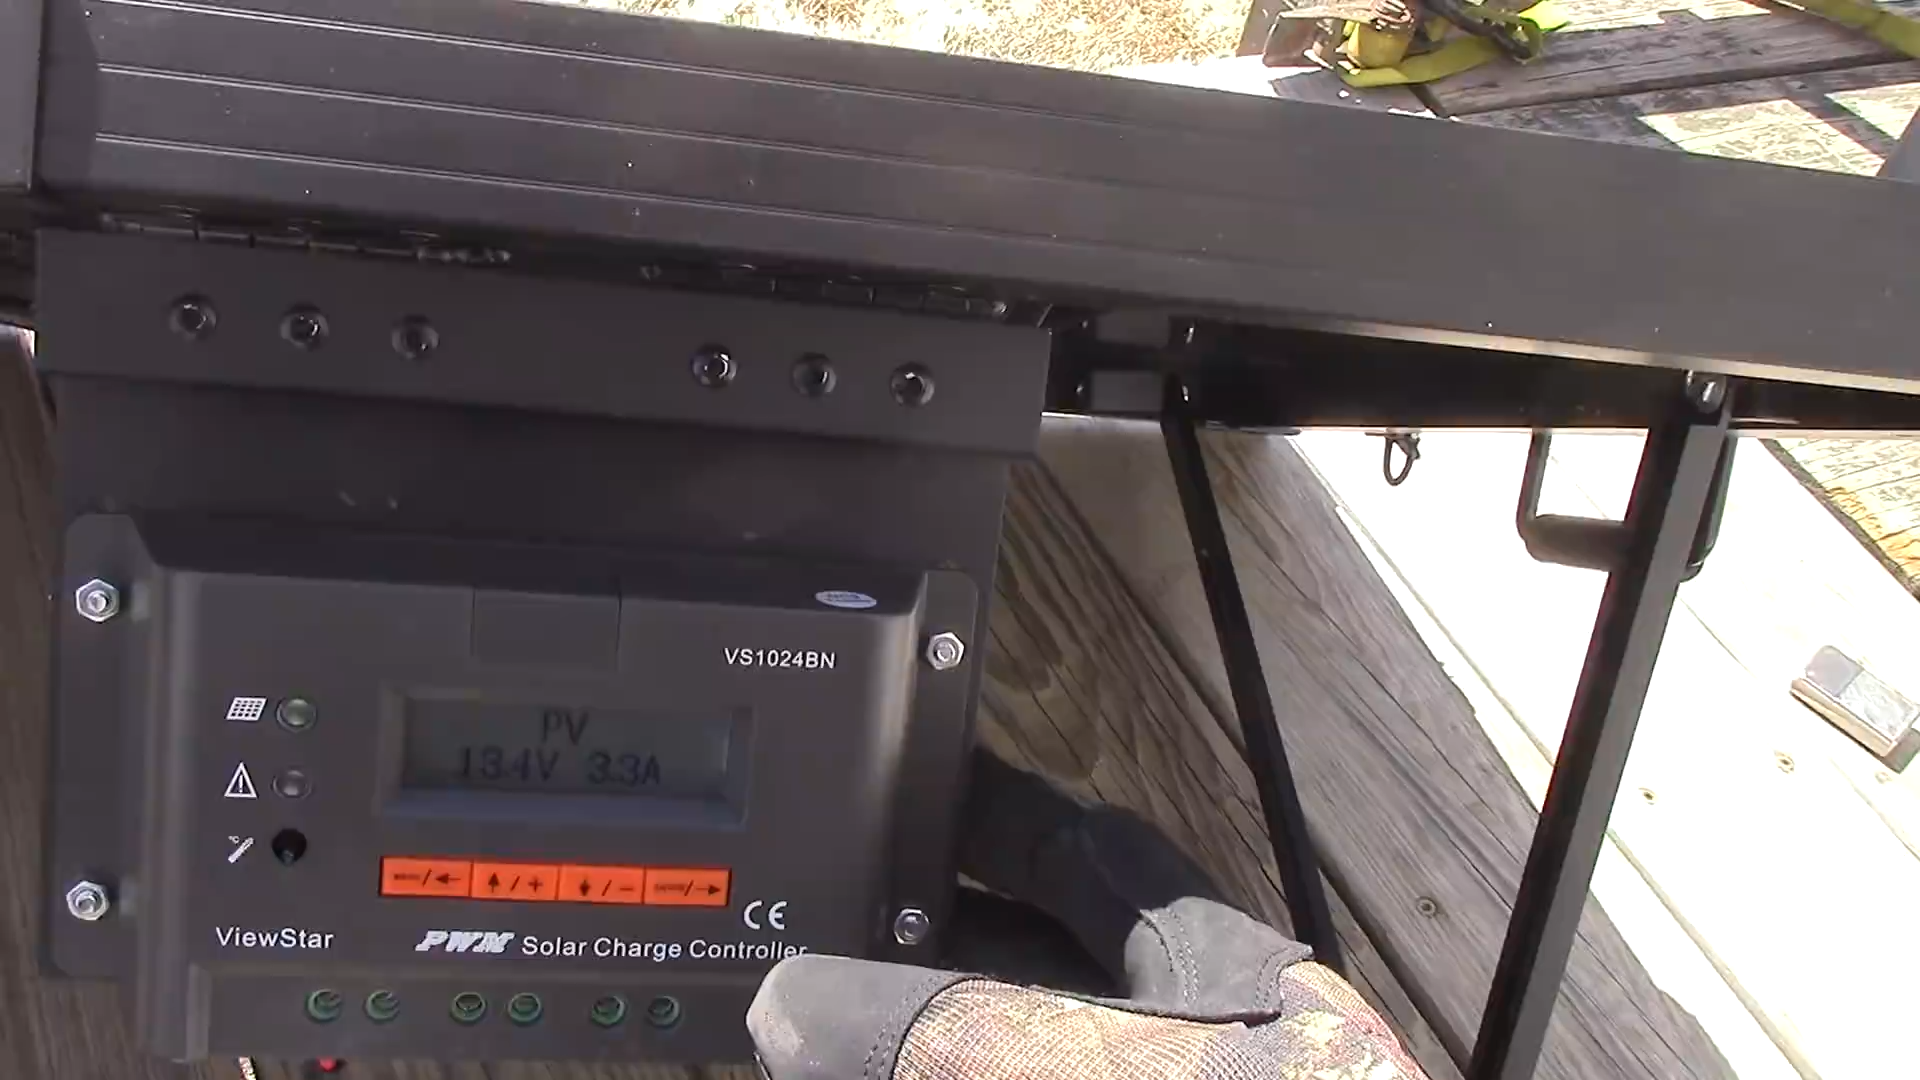 VS1024BN
PV
13.4V 3.3A
/ + / -
CE
ViewStar
PWM Solar Charge Controller